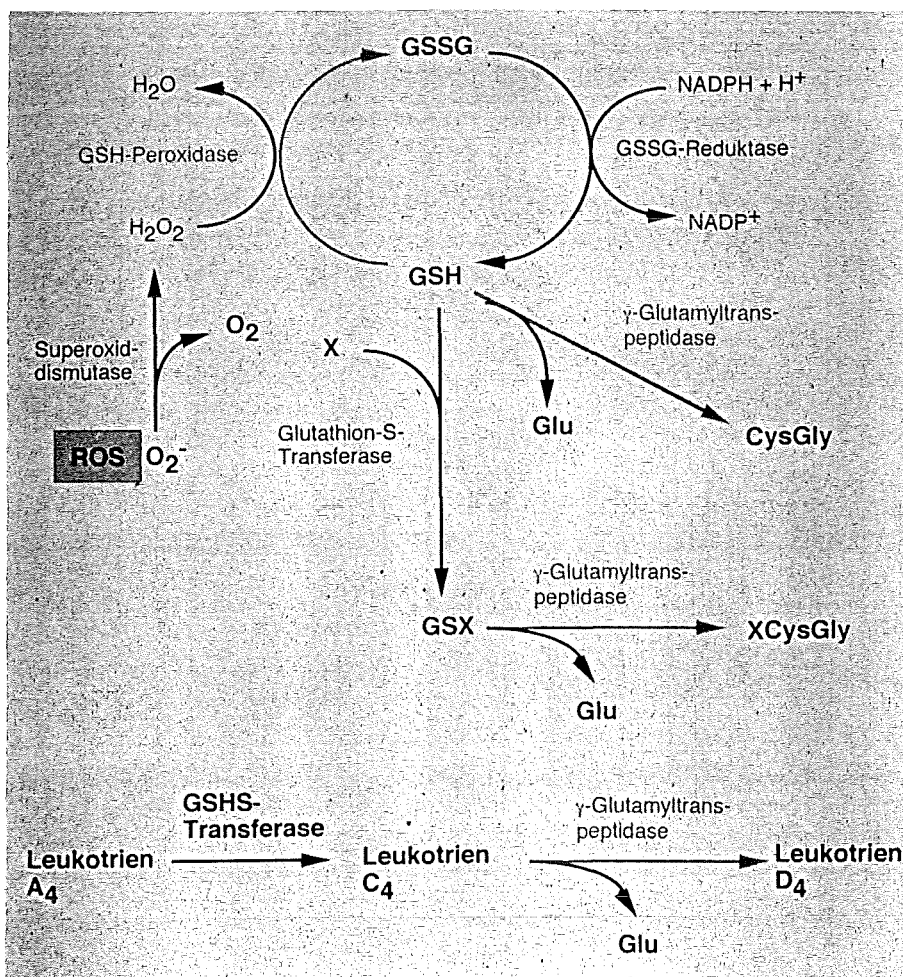 GSSG
H₂O
NADPH + H⁺
GSH-Peroxidase
GSSG-Reduktase
H₂O₂
NADP⁺
GSH
γ-Glutamyltrans-
peptidase
O₂
Superoxid-
dismutase
X
Glu
CysGly
Glutathion-S-
Transferase
ROS O₂⁻
γ-Glutamyltrans-
peptidase
GSX
XCysGly
Glu
GSHS-
Transferase
γ-Glutamyltrans-
peptidase
Leukotrien
A₄
Leukotrien
C₄
Leukotrien
D₄
Glu